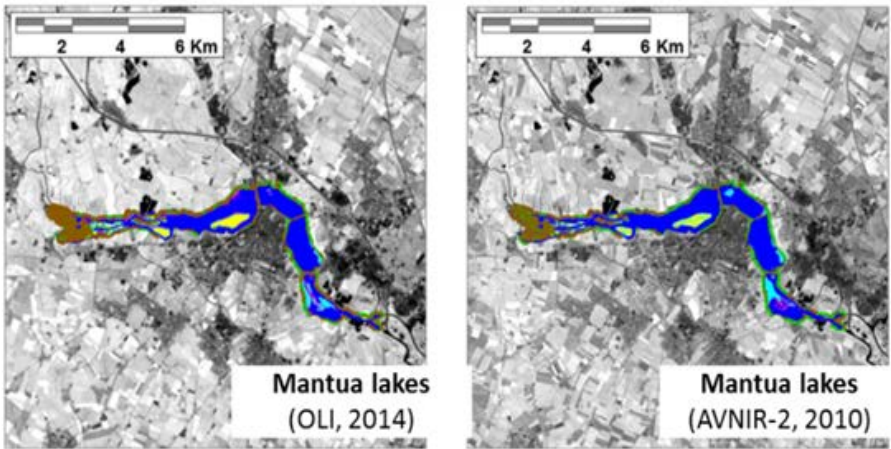 2 4 6 Km
Mantua lakes
(OLI, 2014)
2 4 6 Km
Mantua lakes
(AVNIR-2, 2010)